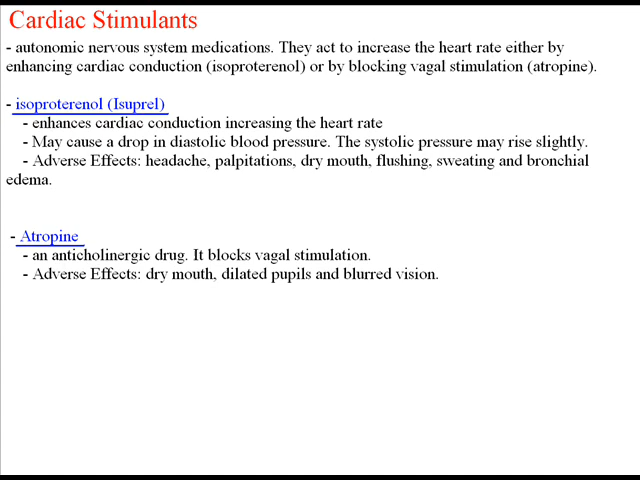 Cardiac Stimulants
- autonomic nervous system medications. They act to increase the heart rate either by
enhancing cardiac conduction (isoproterenol) or by blocking vagal stimulation (atropine).
- isoproterenol (Isuprel)
- enhances cardiac conduction increasing the heart rate
- May cause a drop in diastolic blood pressure. The systolic pressure may rise slightly.
- Adverse Effects: headache, palpitations, dry mouth, flushing, sweating and bronchial
edema.
- Atropine
- an anticholinergic drug. It blocks vagal stimulation.
- Adverse Effects: dry mouth, dilated pupils and blurred vision.